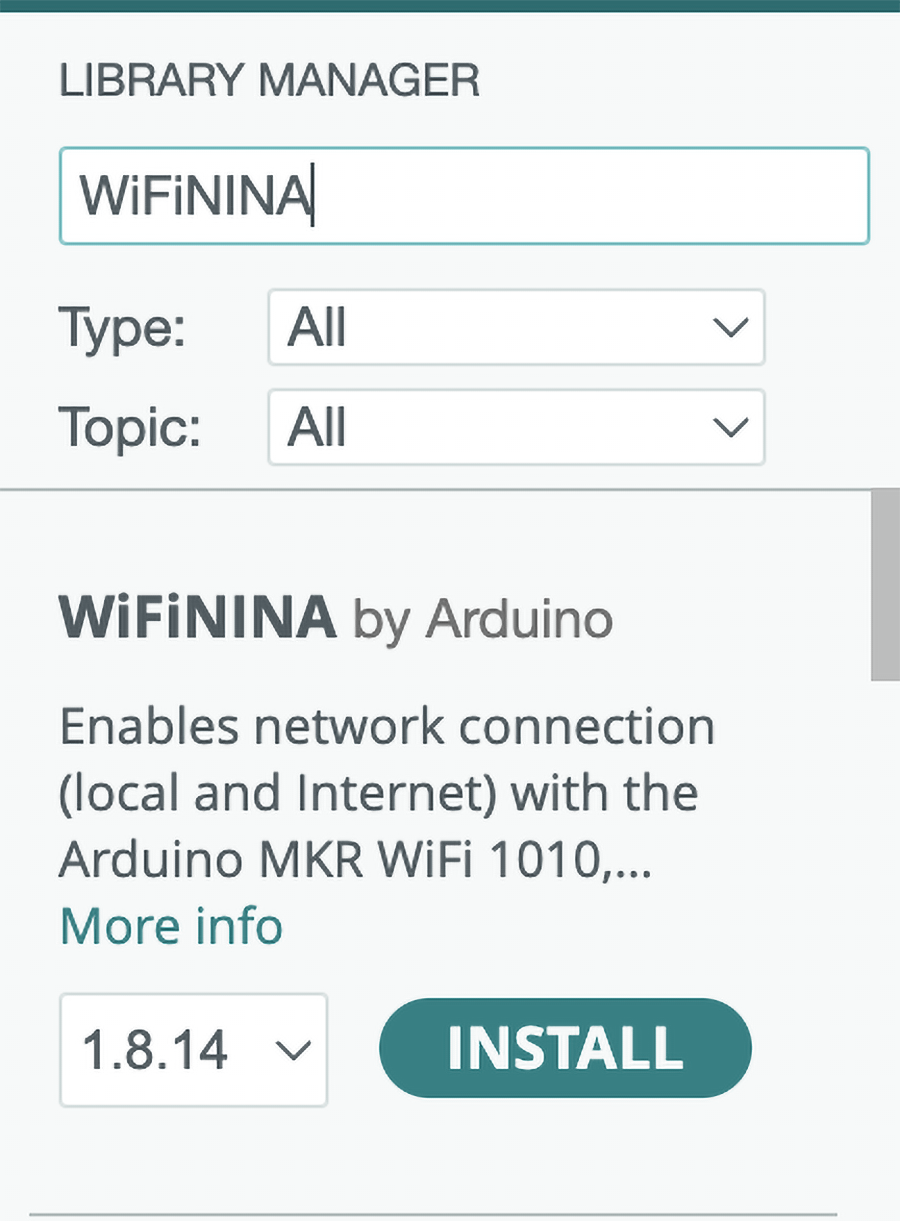 LIBRARY MANAGER
WiFiNINA
Type: All
Topic: All
WiFiNINA by Arduino
Enables network connection
(local and Internet) with the
Arduino MKR WiFi 1010,...
More info
1.8.14 INSTALL